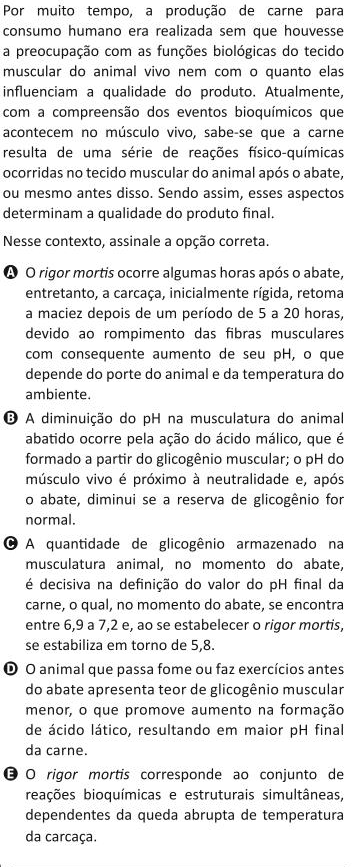 Por muito tempo, a produção de carne para
consumo humano era realizada sem que houvesse
a preocupação com as funções biológicas do tecido
muscular do animal vivo nem com o quanto elas
influenciam a qualidade do produto. Atualmente,
com a compreensão dos eventos bioquímicos que
acontecem no músculo vivo, sabe-se que a carne
resulta de uma série de reações físico-químicas
ocorridas no tecido muscular do animal após o abate,
ou mesmo antes disso. Sendo assim, esses aspectos
determinam a qualidade do produto final.
Nesse contexto, assinale a opção correta.
A O rigor mortis ocorre algumas horas após o abate,
entretanto, a carcaça, inicialmente rígida, retoma
a maciez depois de um período de 5 a 20 horas,
devido ao rompimento das fibras musculares
com consequente aumento de seu pH, o que
depende do porte do animal e da temperatura do
ambiente.
B A diminuição do pH na musculatura do animal
abatido ocorre pela ação do ácido málico, que é
formado a partir do glicogênio muscular; o pH do
músculo vivo é próximo à neutralidade e, após
o abate, diminui se a reserva de glicogênio for
normal.
C A quantidade de glicogênio armazenado na
musculatura animal, no momento do abate,
é decisiva na definição do valor do pH final da
carne, o qual, no momento do abate, se encontra
entre 6,9 a 7,2 e, ao se estabelecer o rigor mortis,
se estabiliza em torno de 5,8.
D O animal que passa fome ou faz exercícios antes
do abate apresenta teor de glicogênio muscular
menor, o que promove aumento na formação
de ácido lático, resultando em maior pH final
da carne.
E O rigor mortis corresponde ao conjunto de
reações bioquímicas e estruturais simultâneas,
dependentes da queda abrupta de temperatura
da carcaça.